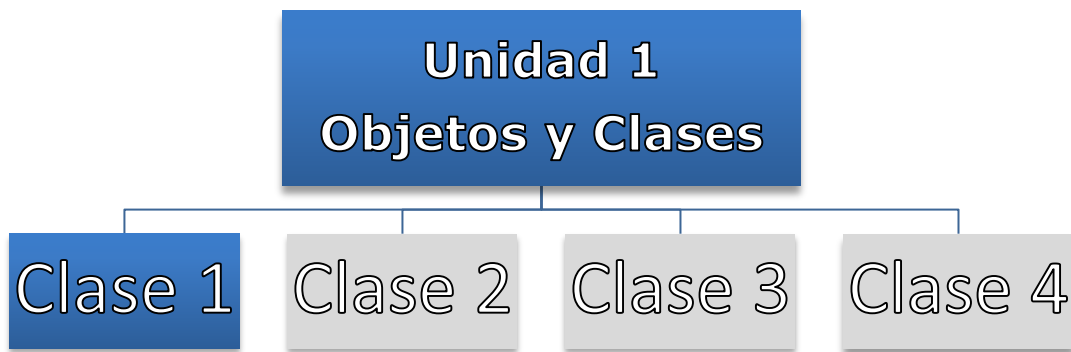 Unidad 1
Objetos y Clases
Clase 1
Clase 2
Clase 3
Clase 4